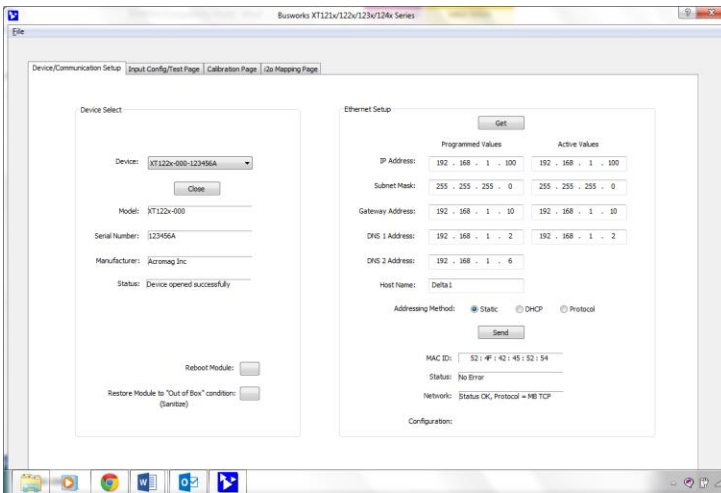 Busworks XT121x/122x/123x/124x Series
File
Device/Communication Setup
Input Config/Test Page
Calibration Page
i2o Mapping Page
Device Select
Device: XT122x-000-123456A
Close
Model: XT122x-000
Serial Number: 123456A
Manufacturer: Acromag Inc
Status: Device opened successfully
Reboot Module:
Restore Module to "Out of Box" condition:
(Sanitize)
Ethernet Setup
Get
Programmed Values Active Values
IP Address: 192 . 168 . 1 . 100 192 . 168 . 1 . 100
Subnet Mask: 255 . 255 . 255 . 0 255 . 255 . 255 . 0
Gateway Address: 192 . 168 . 1 . 10 192 . 168 . 1 . 10
DNS 1 Address: 192 . 168 . 1 . 2 192 . 168 . 1 . 2
DNS 2 Address: 192 . 168 . 1 . 6
Host Name: Delta1
Addressing Method: Static DHCP Protocol
Send
MAC ID: 52 : 4F : 42 : 45 : 52 : 54
Status: No Error
Network: Status OK, Protocol = MB TCP
Configuration: